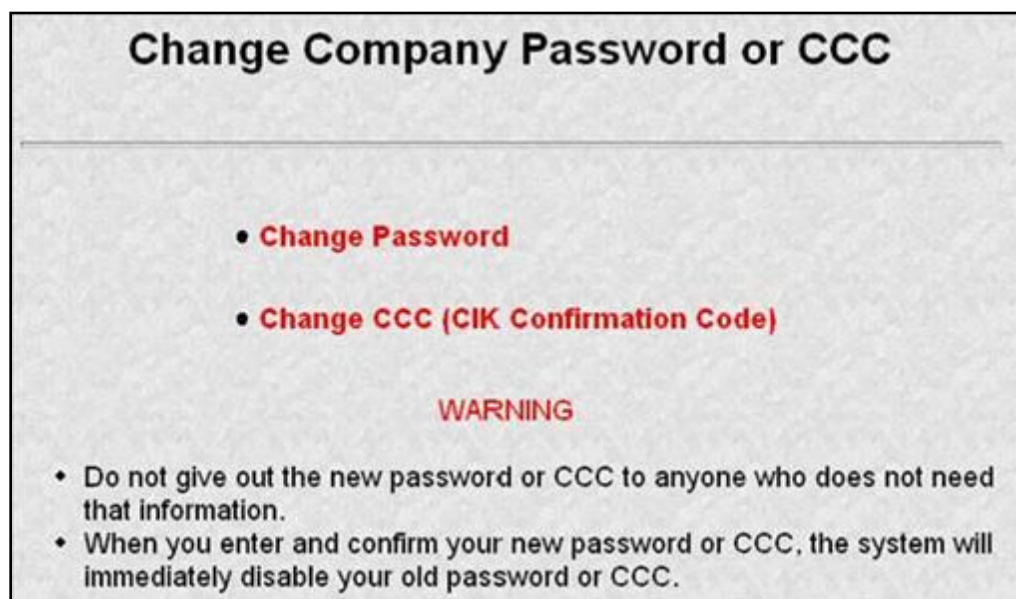 Change Company Password or CCC
• Change Password
• Change CCC (CIK Confirmation Code)
WARNING
• Do not give out the new password or CCC to anyone who does not need
that information.
• When you enter and confirm your new password or CCC, the system will
immediately disable your old password or CCC.